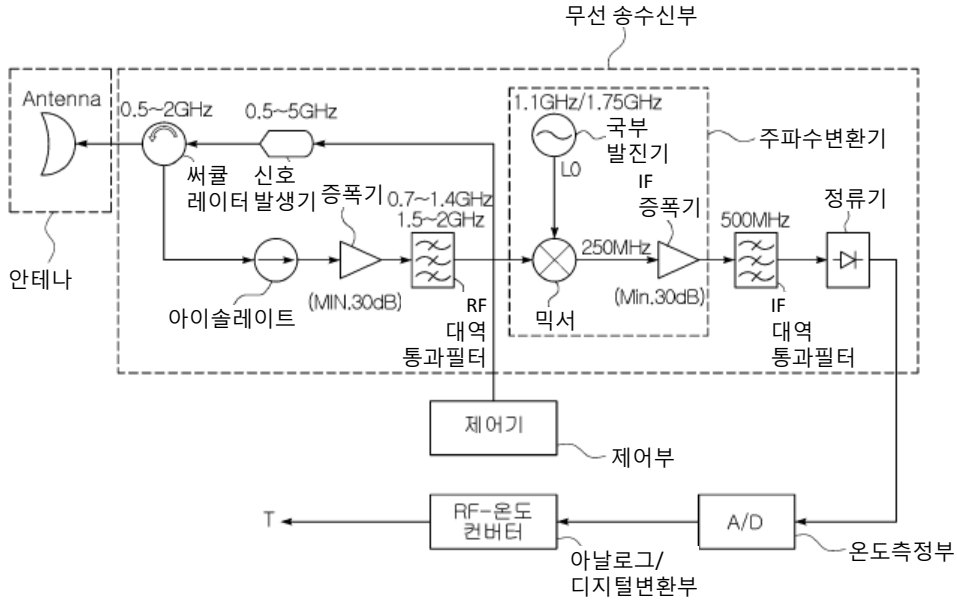 무선 송수신부
Antenna
0.5~2GHz
0.5~5GHz
1.1GHz/1.75GHz
국부
발진기
주파수변환기
LO
써큘
레이터
신호
발생기
증폭기
0.7~1.4GHz
1.5~2GHz
IF
증폭기
정류기
500MHz
250MHz
안테나
아이솔레이트
(MIN.30dB)
RF
대역
통과필터
믹서
(Min.30dB)
IF
대역
통과필터
제어기
제어부
T
RF-온도
컨버터
A/D
온도측정부
아날로그/
디지털변환부